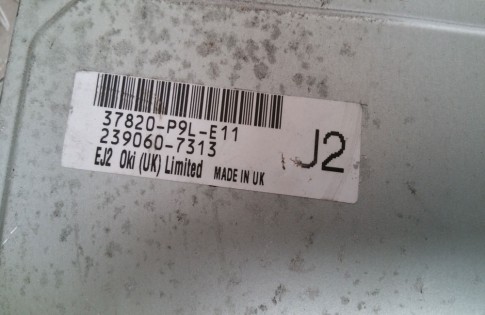 37820-P9L-E11
239060-7313
EJ2 Oki (UK) Limited MADE IN UK
J2